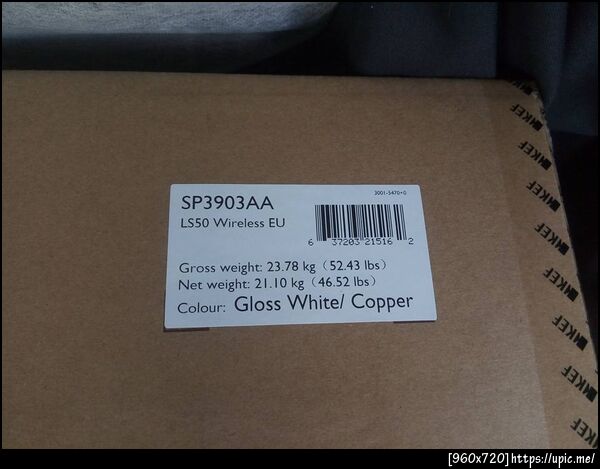 3001-5470+0
SP3903AA
LS50 Wireless EU
6 37203 21516 2
Gross weight: 23.78 kg (52.43 lbs)
Net weight: 21.10 kg (46.52 lbs)
Colour: Gloss White/ Copper
KEF
KEF
KEF
KEF
KEF
KEF
KEF
KEF
KEF
[960x720]https://upic.me/